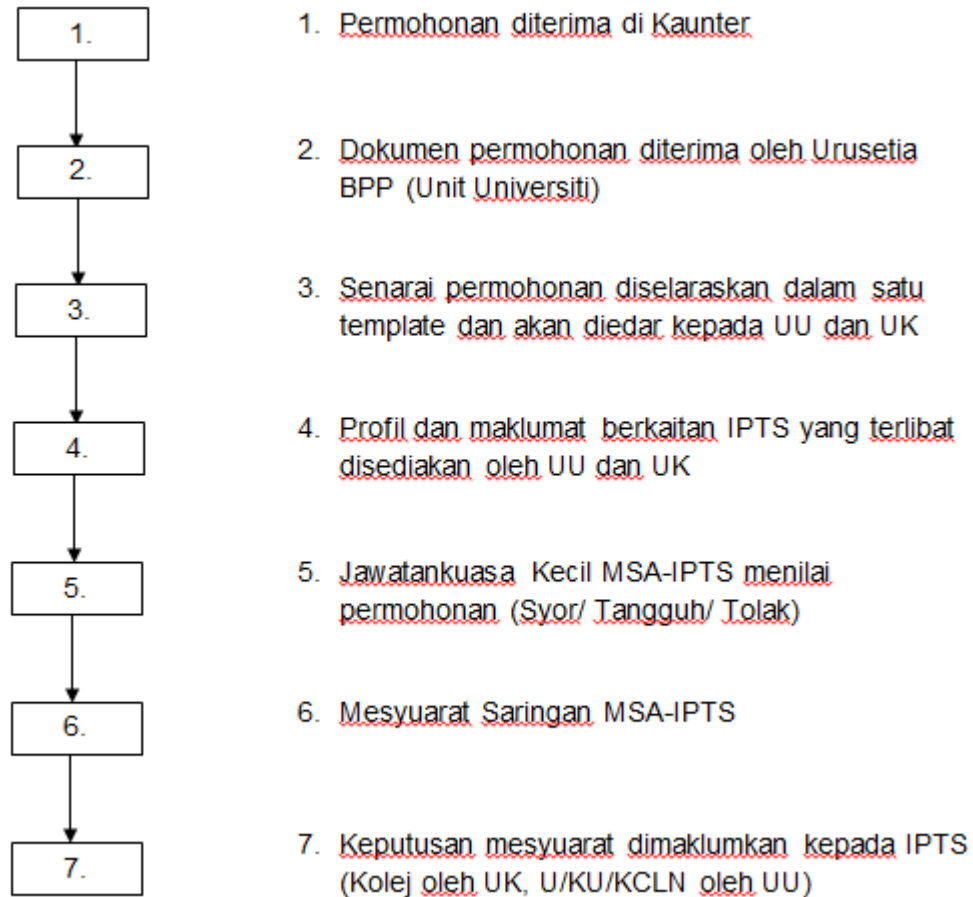 1.
1. Permohonan diterima di Kaunter
2.
2. Dokumen permohonan diterima oleh Urusetia
BPP (Unit Universiti)
3.
3. Senarai permohonan diselaraskan dalam satu
template dan akan diedar kepada UU dan UK
4.
4. Profil dan maklumat berkaitan IPTS yang terlibat
disediakan oleh UU dan UK
5.
5. Jawatankuasa Kecil MSA-IPTS menilai
permohonan (Syor/ Tangguh/ Tolak)
6.
6. Mesyuarat Saringan MSA-IPTS
7.
7. Keputusan mesyuarat dimaklumkan kepada IPTS
(Kolej oleh UK, U/KU/KCLN oleh UU)